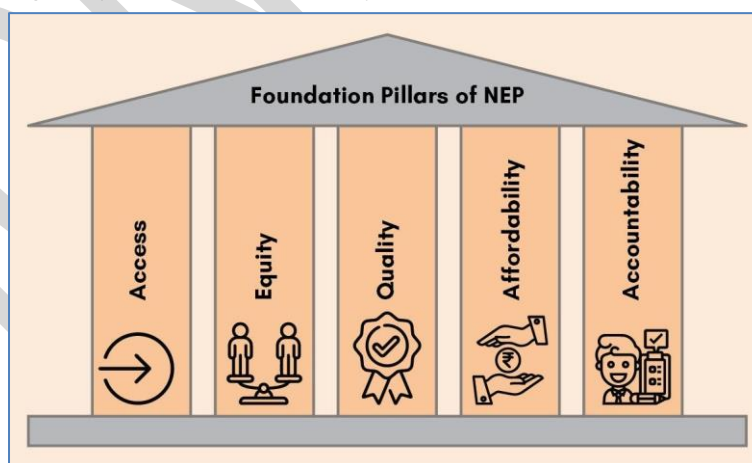 Foundation Pillars of NEP
Access
Equity
Quality
Affordability
Accountability
₹